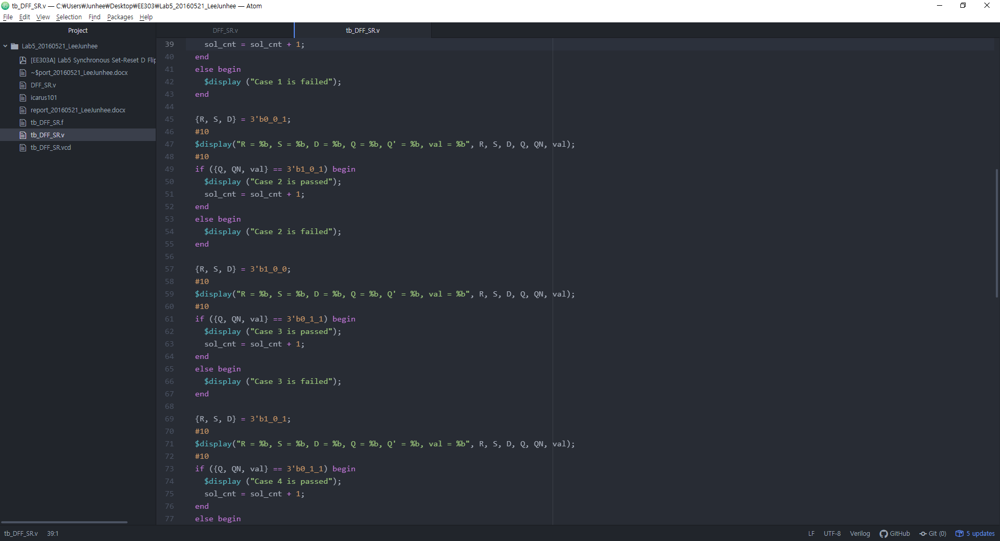 tb_DFF_SR.v — C:₩Users₩Junhee₩Desktop₩EE303₩Lab5_20160521_LeeJunhee — Atom
File Edit View Selection Find Packages Help
Project
DFF_SR.v
tb_DFF_SR.v
Lab5_20160521_LeeJunhee
[EE303A] Lab5 Synchronous Set-Reset D Flip
~$port_20160521_LeeJunhee.docx
DFF_SR.v
icarus101
report_20160521_LeeJunhee.docx
tb_DFF_SR.f
tb_DFF_SR.v
tb_DFF_SR.vcd
39 sol_cnt = sol_cnt + 1;
40 end
41 else begin
42 $display ("Case 1 is failed");
43 end
44
45 {R, S, D} = 3'b0_0_1;
46 #10
47 $display("R = %b, S = %b, D = %b, Q = %b, Q' = %b, val = %b", R, S, D, Q, QN, val);
48 #10
49 if ({Q, QN, val} == 3'b1_0_1) begin
50 $display ("Case 2 is passed");
51 sol_cnt = sol_cnt + 1;
52 end
53 else begin
54 $display ("Case 2 is failed");
55 end
56
57 {R, S, D} = 3'b1_0_0;
58 #10
59 $display("R = %b, S = %b, D = %b, Q = %b, Q' = %b, val = %b", R, S, D, Q, QN, val);
60 #10
61 if ({Q, QN, val} == 3'b0_1_1) begin
62 $display ("Case 3 is passed");
63 sol_cnt = sol_cnt + 1;
64 end
65 else begin
66 $display ("Case 3 is failed");
67 end
68
69 {R, S, D} = 3'b1_0_1;
70 #10
71 $display("R = %b, S = %b, D = %b, Q = %b, Q' = %b, val = %b", R, S, D, Q, QN, val);
72 #10
73 if ({Q, QN, val} == 3'b0_1_1) begin
74 $display ("Case 4 is passed");
75 sol_cnt = sol_cnt + 1;
76 end
77 else begin
tb_DFF_SR.v 39:1 LF UTF-8 Verilog GitHub Git (0) 5 updates